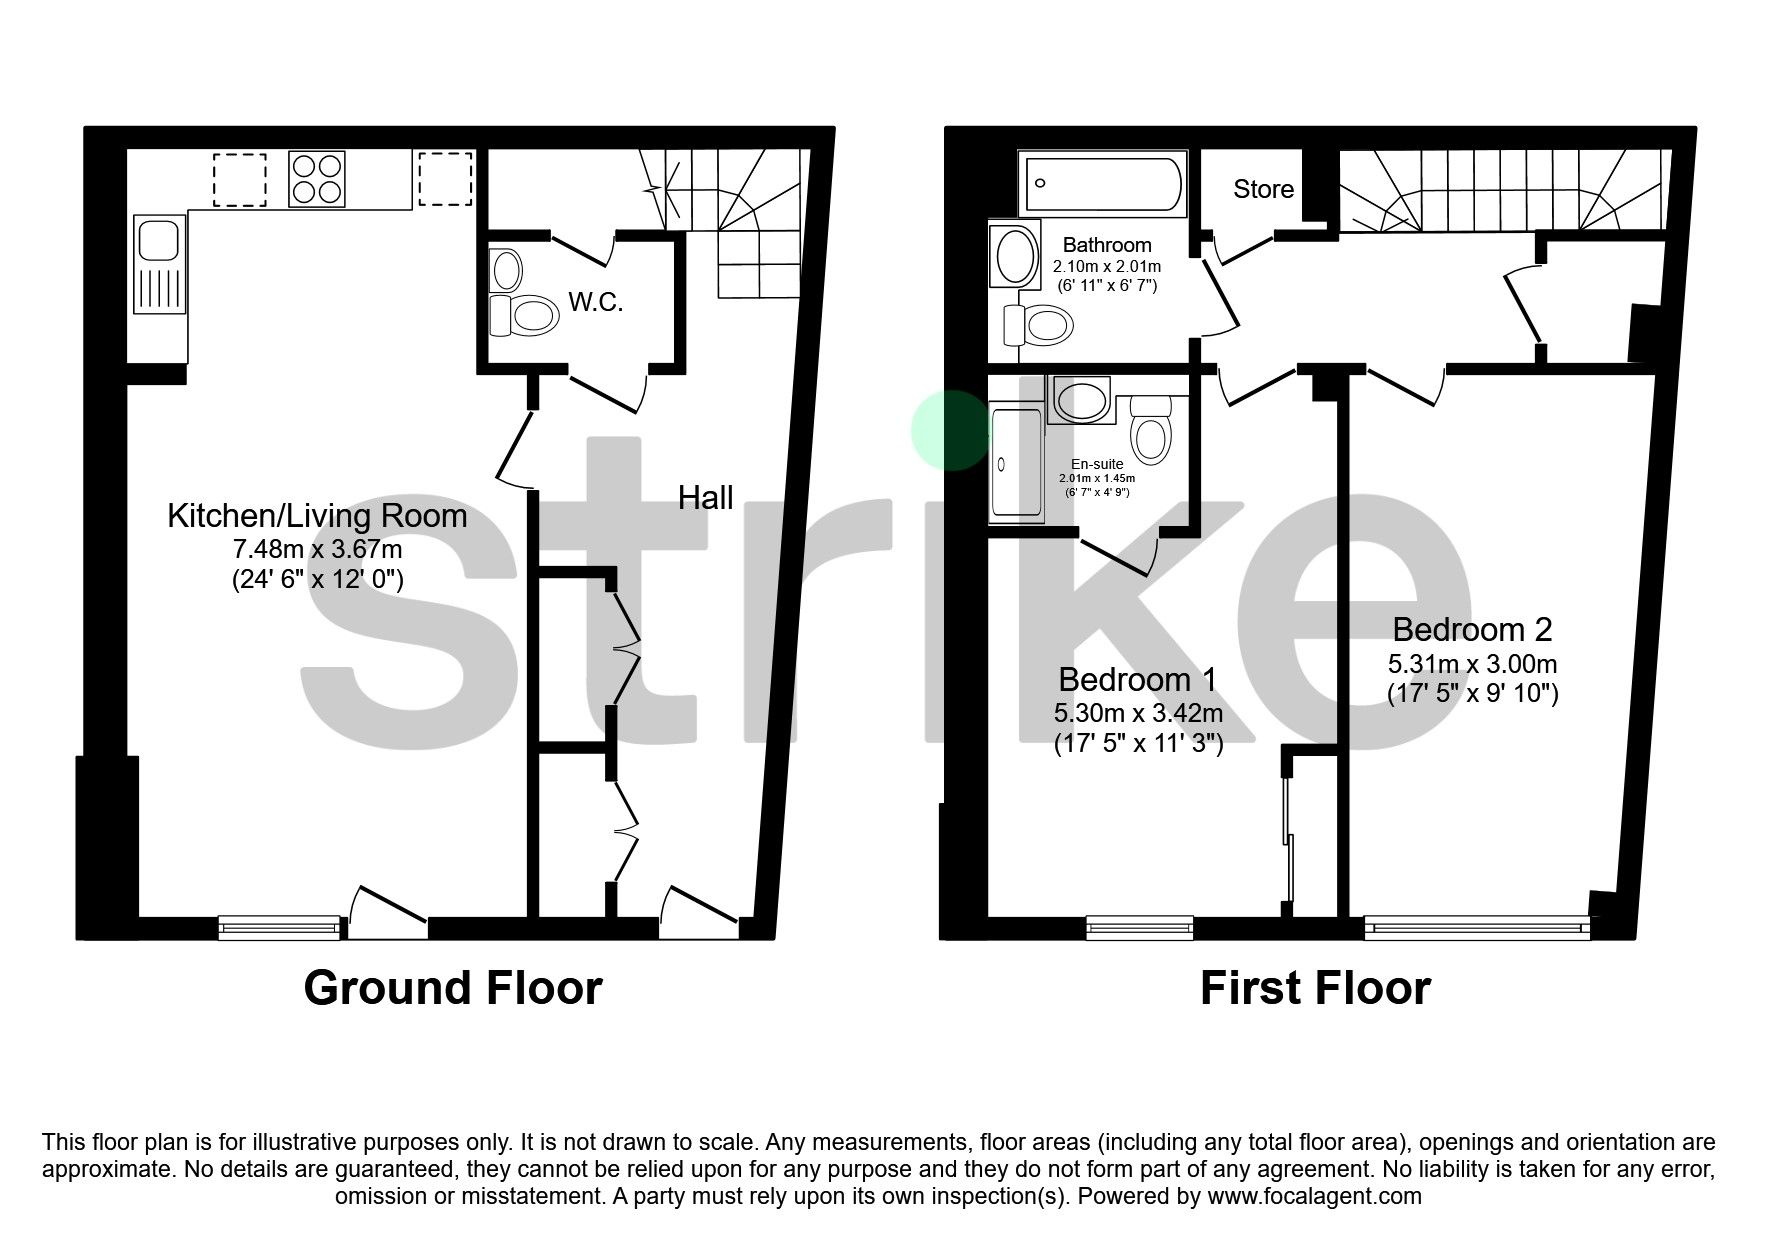 Store
Bathroom
2.10m x 2.01m
(6' 11" x 6' 7")
W.C.
En-suite
2.01m x 1.45m
(6' 7" x 4' 9")
Hall
Kitchen/Living Room
7.48m x 3.67m
(24' 6" x 12' 0")
strike
Bedroom 2
5.31m x 3.00m
(17' 5" x 9' 10")
Bedroom 1
5.30m x 3.42m
(17' 5" x 11' 3")
Ground Floor
First Floor
This floor plan is for illustrative purposes only. It is not drawn to scale. Any measurements, floor areas (including any total floor area), openings and orientation are
approximate. No details are guaranteed, they cannot be relied upon for any purpose and they do not form part of any agreement. No liability is taken for any error,
omission or misstatement. A party must rely upon its own inspection(s). Powered by www.focalagent.com